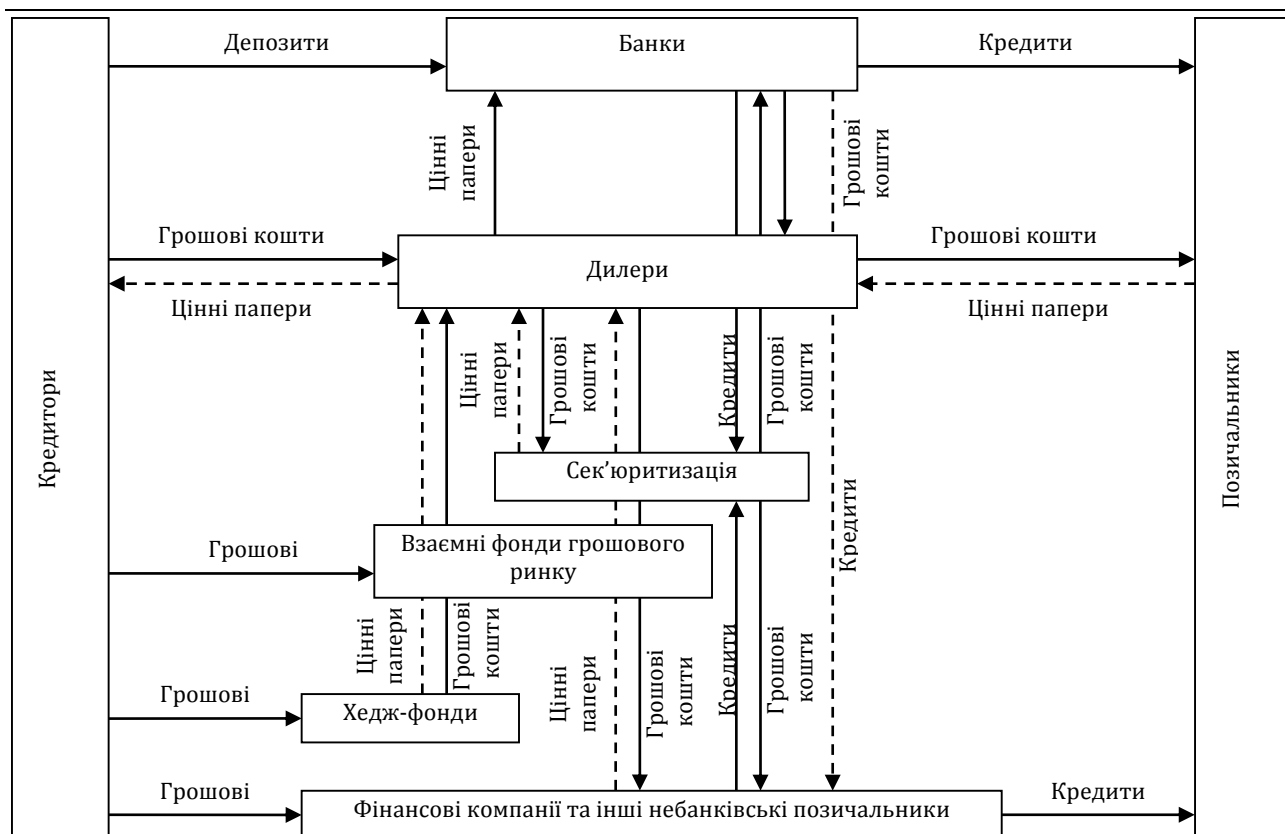 Депозити
Банки
Кредити
Цінні
папери
Грошові
кошти
Грошові кошти
Дилери
Грошові кошти
Цінні папери
Цінні папери
Кредитори
Позичальники
Цінні
папери
Грошові
кошти
Кредити
Грошові
кошти
Сек’юритизація
Кредити
Грошові
Взаємні фонди грошового
ринку
Цінні
папери
Грошові
кошти
Цінні
папери
Грошові
кошти
Кредити
Грошові
кошти
Грошові
Хедж-фонди
Грошові
Фінансові компанії та інші небанківські позичальники
Кредити